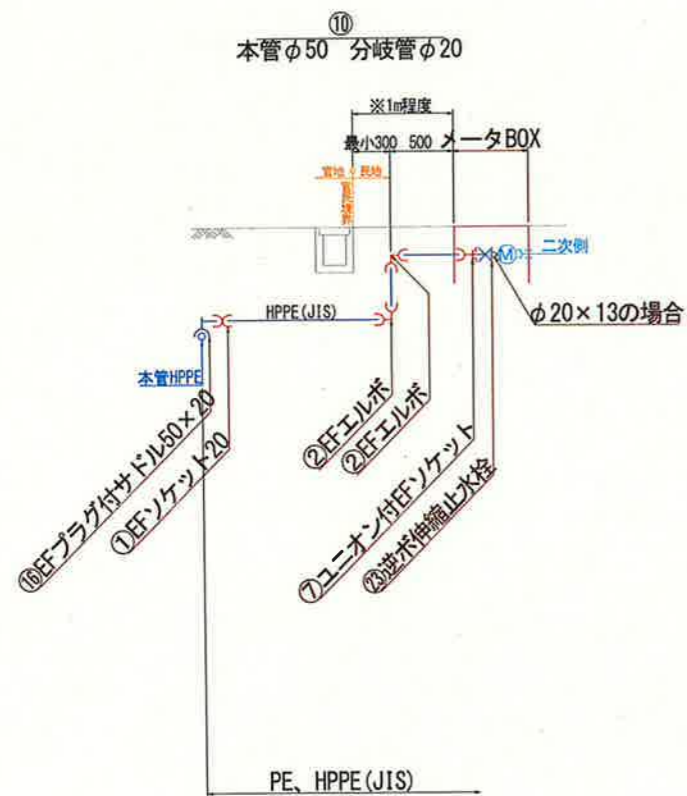 ⑩
本管φ50 分岐管φ20
※1m程度
最小300 500 メータBOX
官地 民地
官民境界
二次側
M
HPPE(JIS)
φ20×13の場合
本管HPPE
②EFエルボ
②EFエルボ
⑯EFプラグ付サドル50×20
①EFソケット20
⑦ユニオン付EFソケット
㉓逆ボ伸縮止水栓
PE、HPPE(JIS)